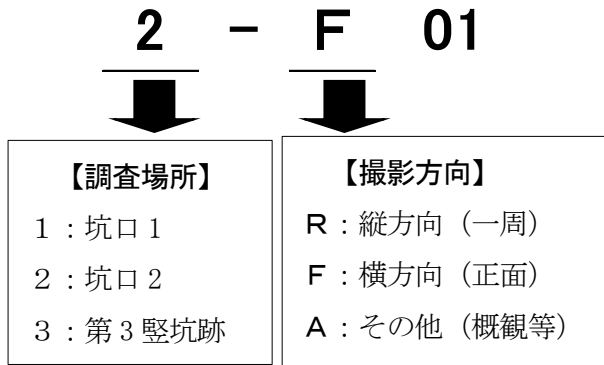 2 － F 01
【調査場所】
1：坑口1
2：坑口2
3：第3竪坑跡
【撮影方向】
R：縦方向（一周）
F：横方向（正面）
A：その他（概観等）